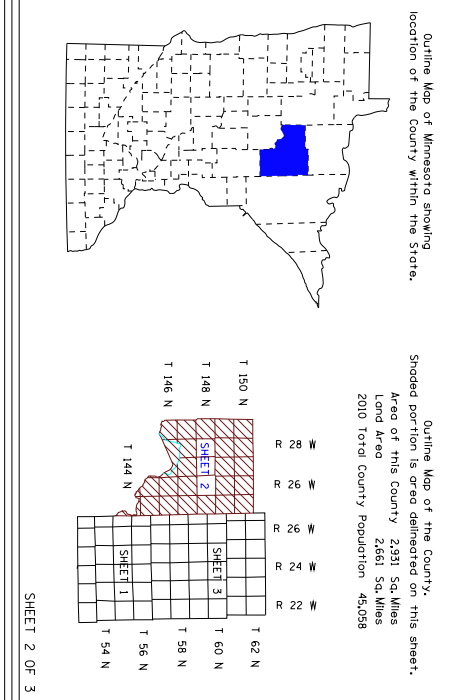 Outline Map of Minnesota showing
location of the County within the State.
Outline Map of the County.
Shaded portion is area delineated on this sheet.
Area of this County 2,931 Sq.Miles
Land Area 2,661 Sq.Miles
2010 Total County Population 45,058
R 28 W
R 26 W
R 26 W
R 24 W
R 22 W
T 150 N
T 148 N
T 146 N
T 144 N
SHEET 2
SHEET 3
SHEET 1
T 62 N
T 60 N
T 58 N
T 56 N
T 54 N
SHEET 2 OF 3